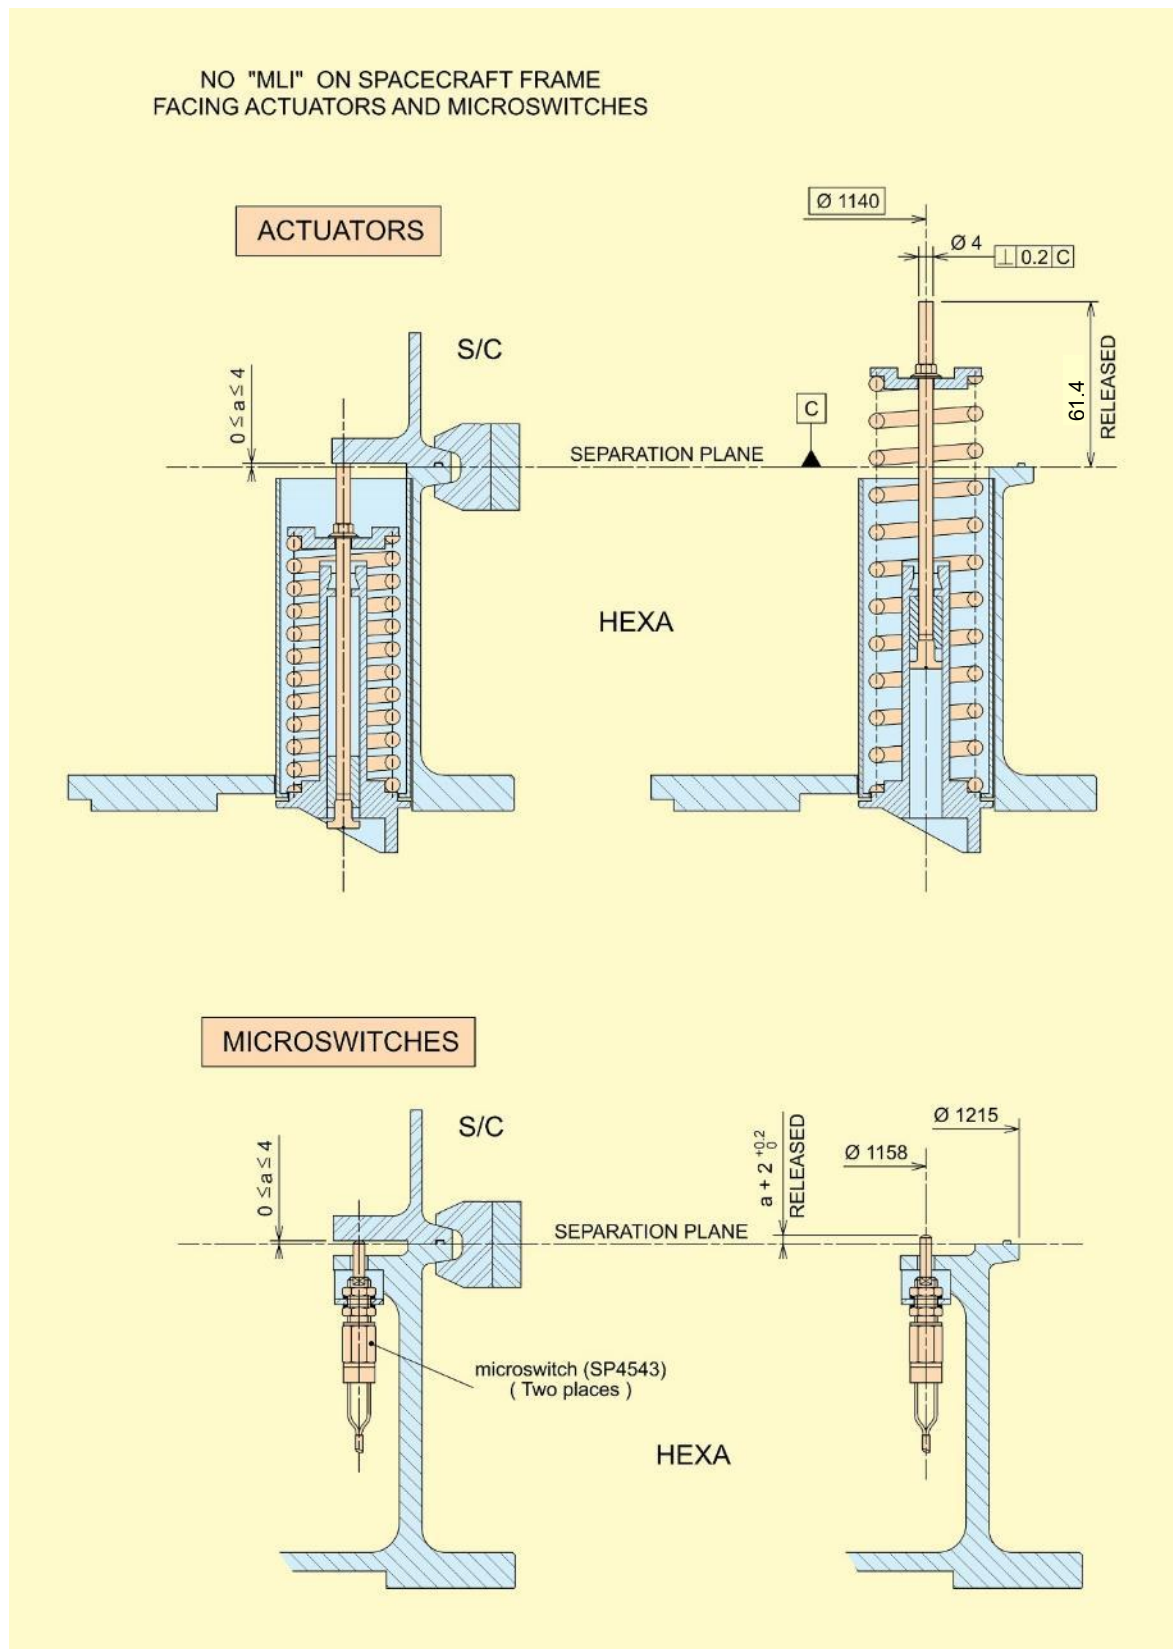 NO "MLI" ON SPACECRAFT FRAME
FACING ACTUATORS AND MICROSWITCHES
ACTUATORS
Ø 1140
Ø 4
⊥ 0.2 C
S/C
0 ≤ a ≤ 4
C
61.4
RELEASED
SEPARATION PLANE
HEXA
MICROSWITCHES
S/C
0 ≤ a ≤ 4
a + 2 +0.2 0
RELEASED
Ø 1215
Ø 1158
SEPARATION PLANE
microswitch (SP4543)
( Two places )
HEXA